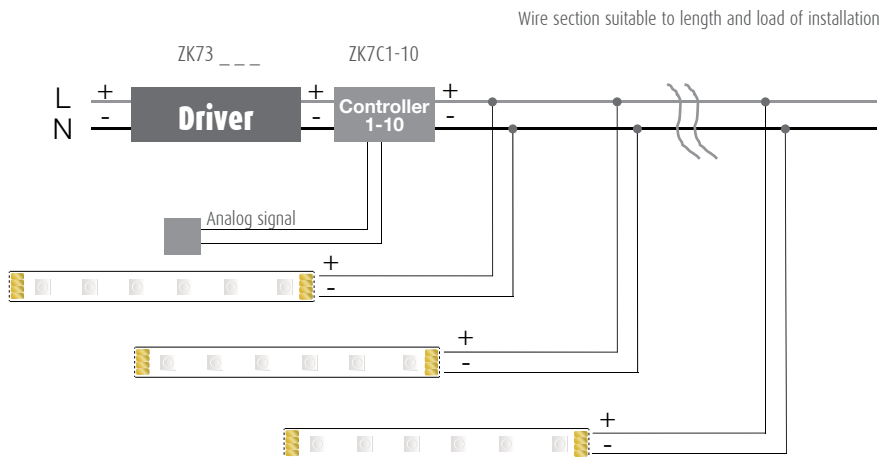 Wire section suitable to length and load of installation
ZK73 _ _ _ ZK7C1-10
L + + +
Driver Controller
1-10
N - - -
Analog signal
+
-
+
-
+
-